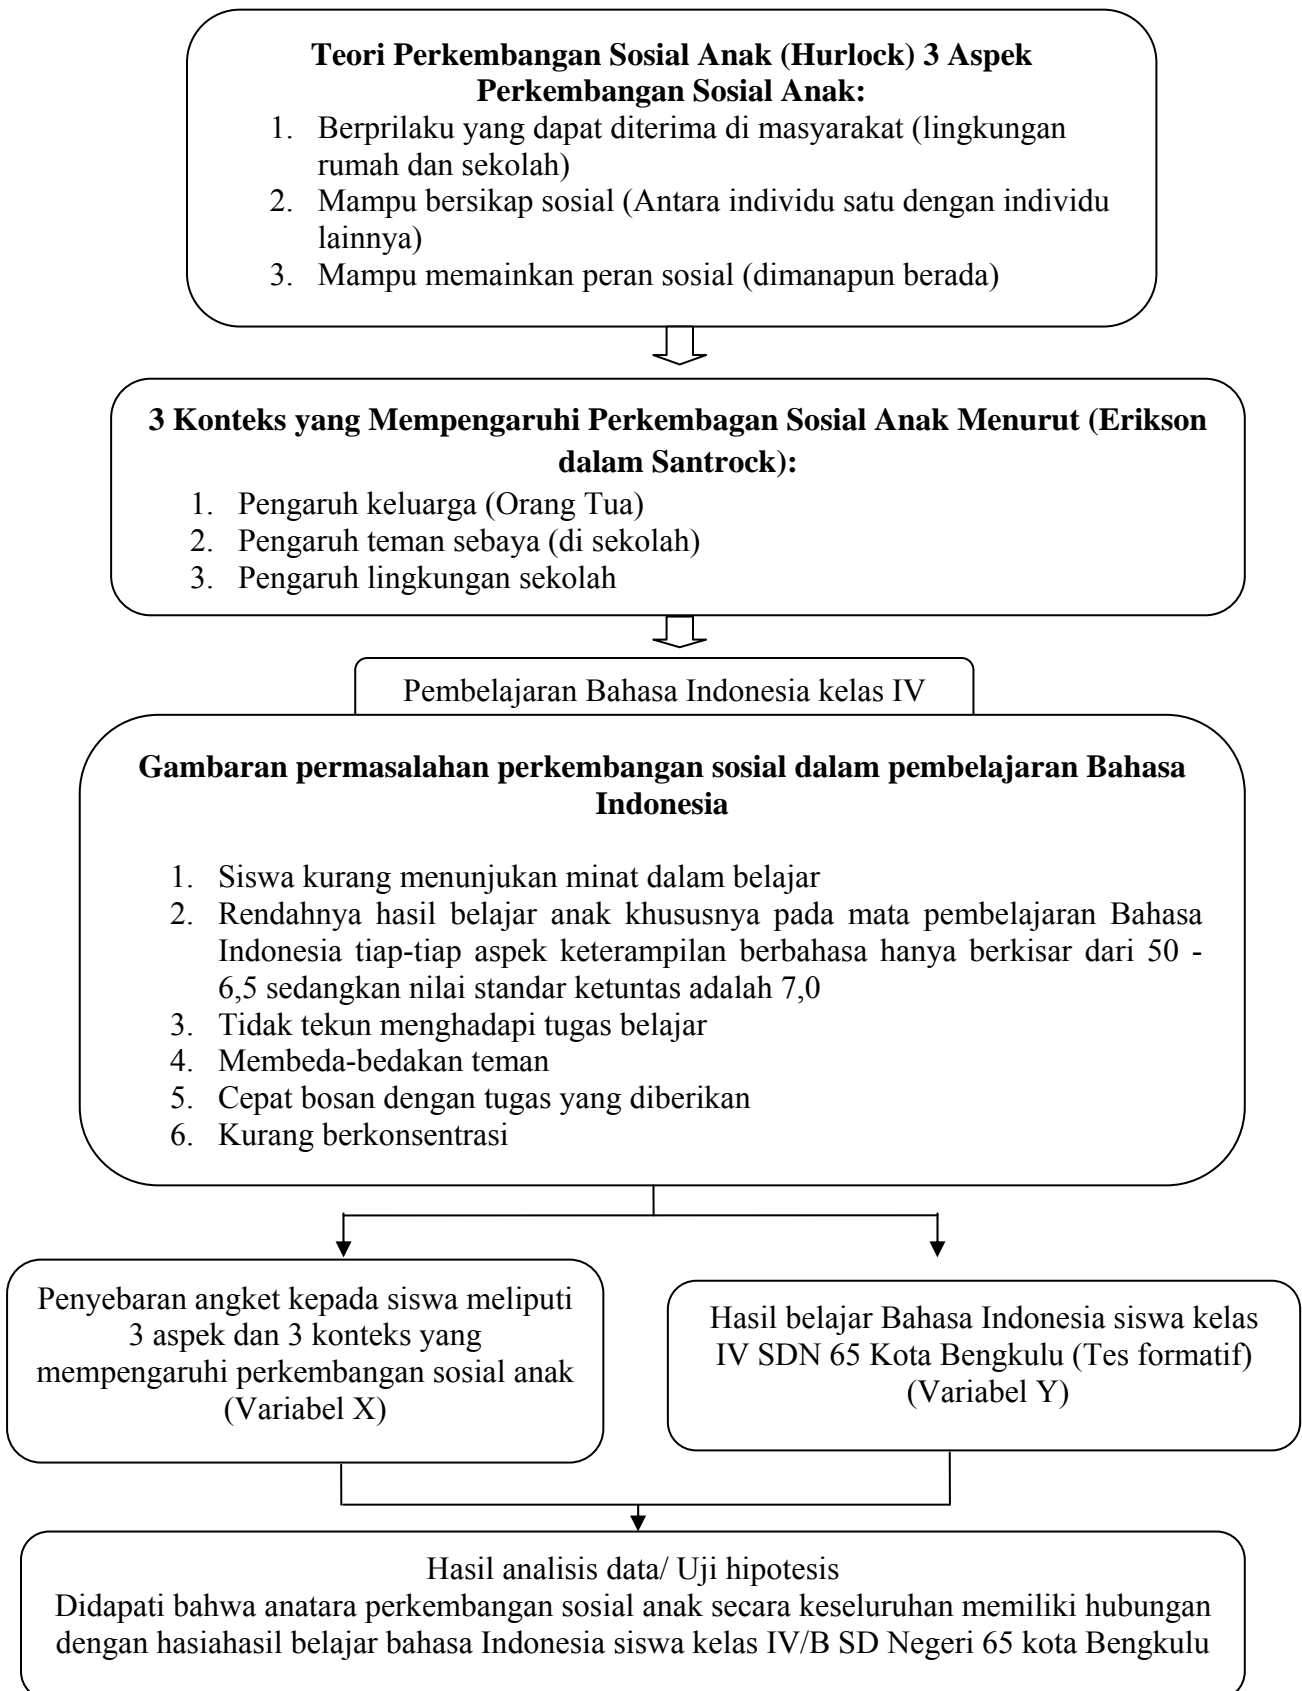 Teori Perkembangan Sosial Anak (Hurlock) 3 Aspek
Perkembangan Sosial Anak:
1. Berprilaku yang dapat diterima di masyarakat (lingkungan
rumah dan sekolah)
2. Mampu bersikap sosial (Antara individu satu dengan individu
lainnya)
3. Mampu memainkan peran sosial (dimanapun berada)
3 Konteks yang Mempengaruhi Perkembagan Sosial Anak Menurut (Erikson
dalam Santrock):
1. Pengaruh keluarga (Orang Tua)
2. Pengaruh teman sebaya (di sekolah)
3. Pengaruh lingkungan sekolah
Pembelajaran Bahasa Indonesia kelas IV
Gambaran permasalahan perkembangan sosial dalam pembelajaran Bahasa
Indonesia
1. Siswa kurang menunjukan minat dalam belajar
2. Rendahnya hasil belajar anak khususnya pada mata pembelajaran Bahasa
Indonesia tiap-tiap aspek keterampilan berbahasa hanya berkisar dari 50 -
6,5 sedangkan nilai standar ketuntas adalah 7,0
3. Tidak tekun menghadapi tugas belajar
4. Membeda-bedakan teman
5. Cepat bosan dengan tugas yang diberikan
6. Kurang berkonsentrasi
Penyebaran angket kepada siswa meliputi
3 aspek dan 3 konteks yang
mempengaruhi perkembangan sosial anak
(Variabel X)
Hasil belajar Bahasa Indonesia siswa kelas
IV SDN 65 Kota Bengkulu (Tes formatif)
(Variabel Y)
Hasil analisis data/ Uji hipotesis
Didapati bahwa anatara perkembangan sosial anak secara keseluruhan memiliki hubungan
dengan hasiahasil belajar bahasa Indonesia siswa kelas IV/B SD Negeri 65 kota Bengkulu